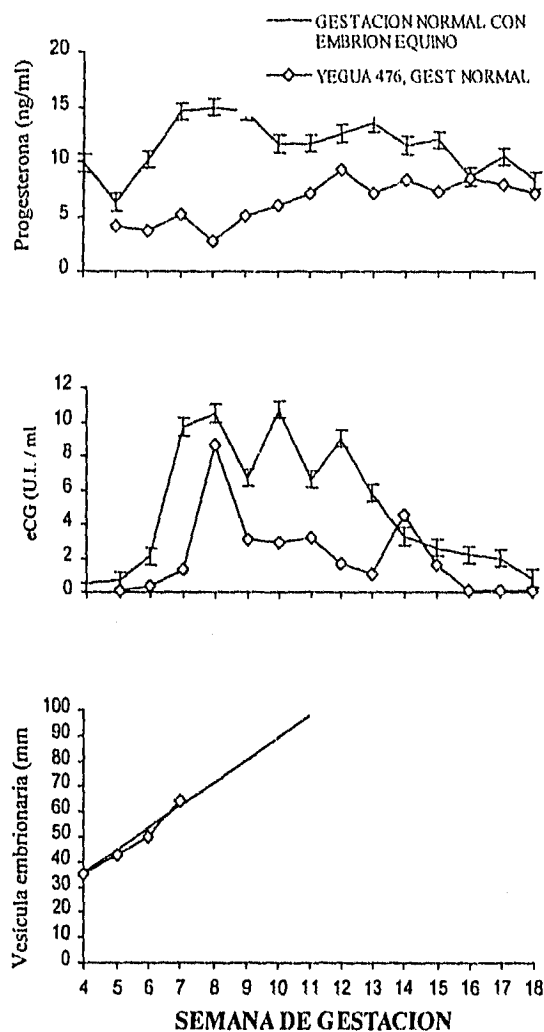 GESTACION NORMAL CON
EMBRION EQUINO
YEGUA 476, GEST NORMAL
Progesterona (ng/ml)
20
15
10
5
0
eCG (U.I. / ml
12
10
8
6
4
2
0
Vesícula embrionaria (mm
100
90
80
70
60
50
40
30
20
10
0
4 5 6 7 8 9 10 11 12 13 14 15 16 17 18
SEMANA DE GESTACION